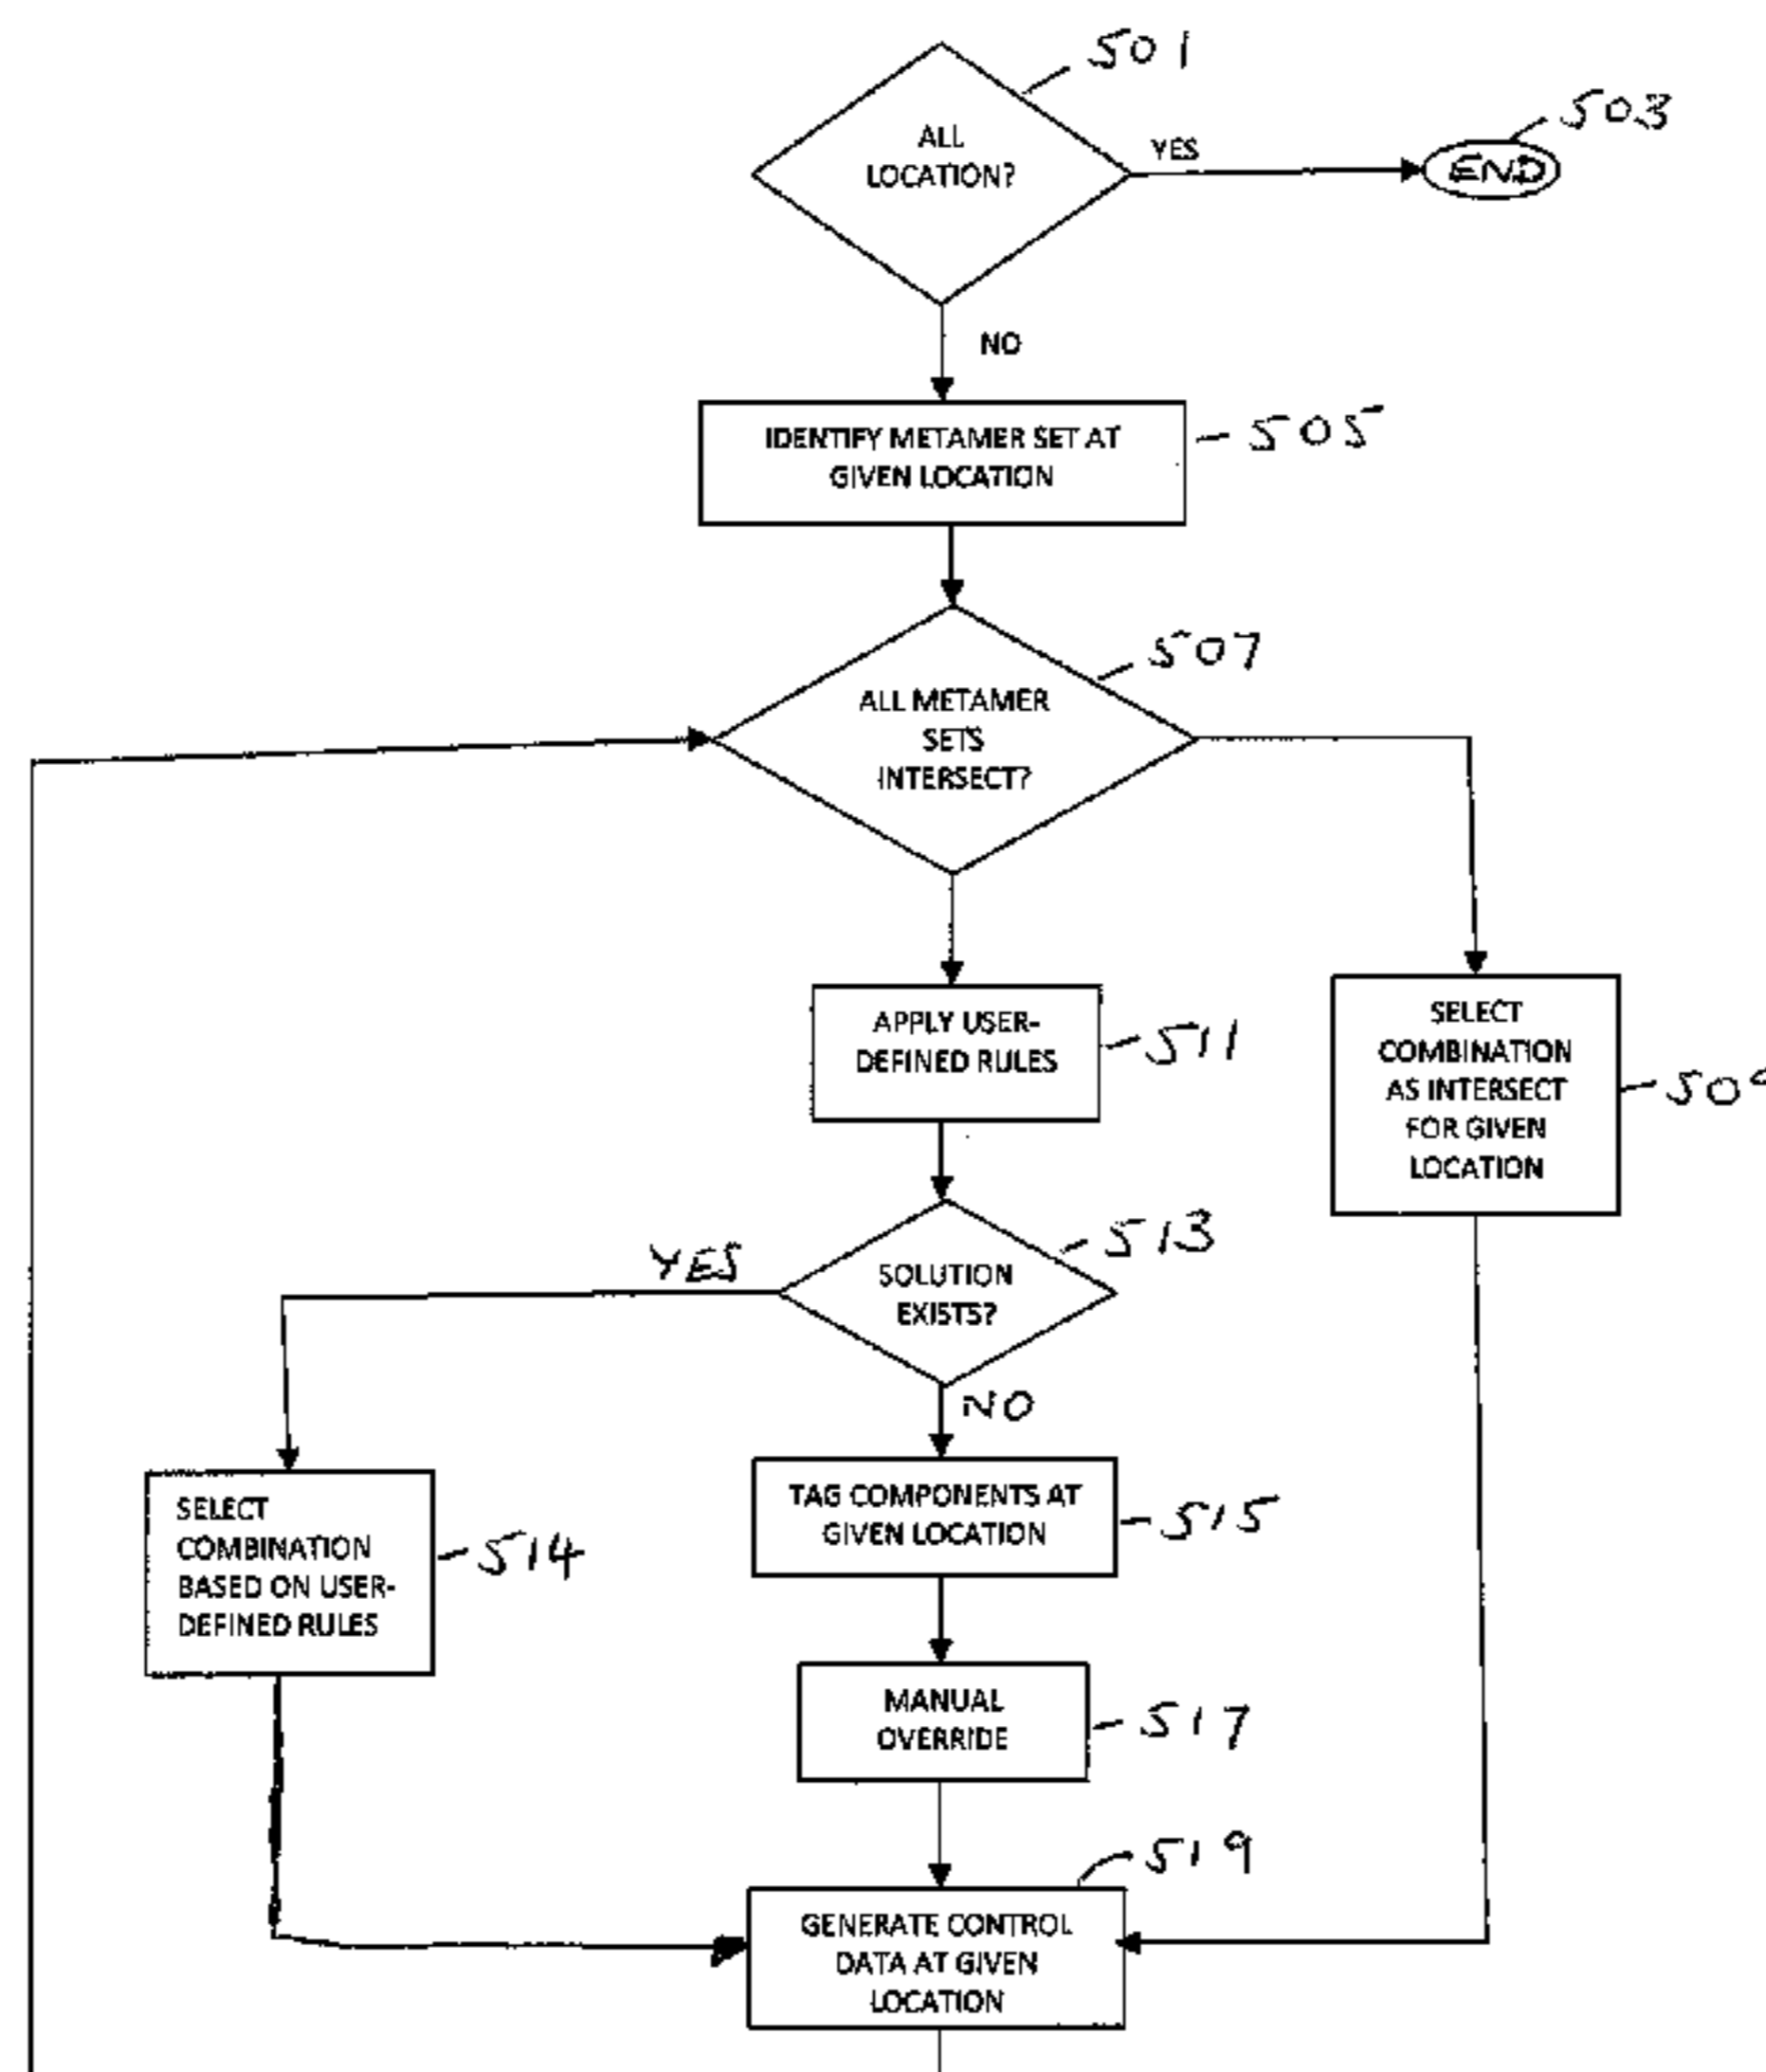 501
ALL
LOCATION?
YES
503
END
NO
IDENTIFY METAMER SET AT
GIVEN LOCATION
505
507
ALL METAMER
SETS
INTERSECT?
APPLY USER-
DEFINED RULES
511
SELECT
COMBINATION
AS INTERSECT
FOR GIVEN
LOCATION
513
YES
SOLUTION
EXISTS?
NO
SELECT
COMBINATION
BASED ON USER-
DEFINED RULES
514
TAG COMPONENTS AT
GIVEN LOCATION
515
MANUAL
OVERRIDE
517
519
GENERATE CONTROL
DATA AT GIVEN
LOCATION